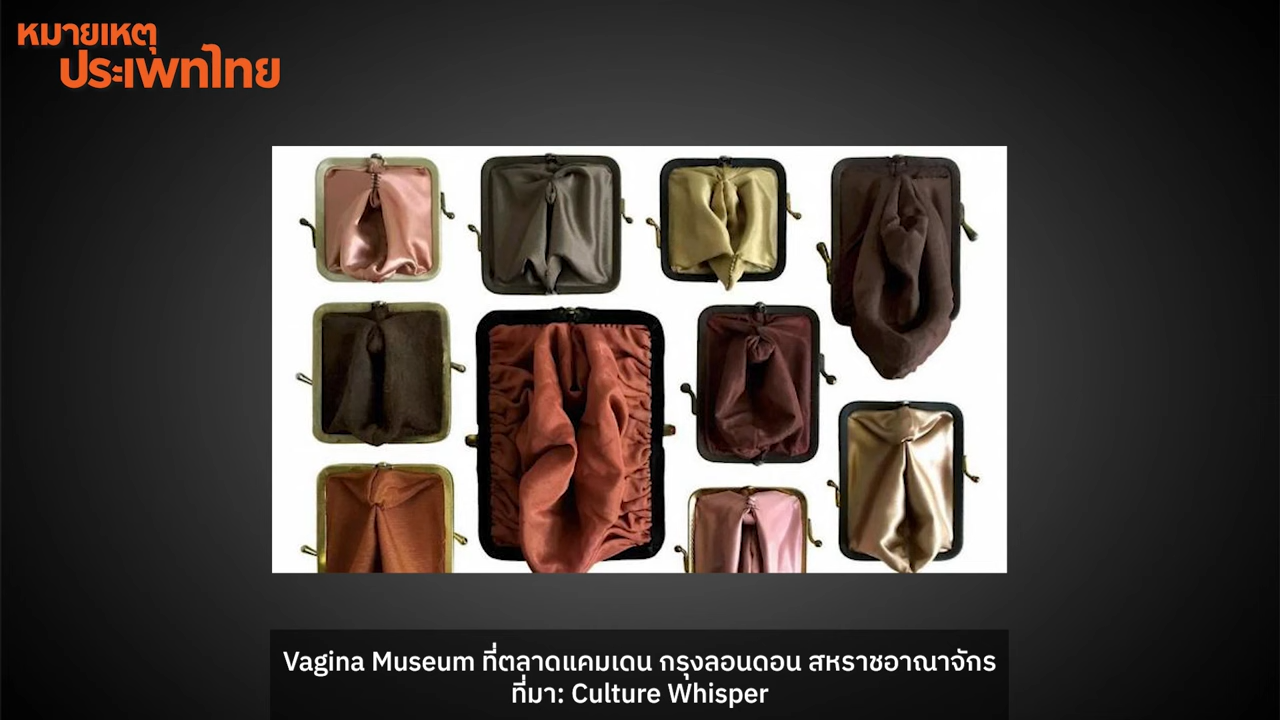 หมายเหตุ
ประเพทไทย
Vagina Museum ที่ตลาดแคมเดน กรุงลอนดอน สหราชอาณาจักร
ที่มา: Culture Whisper